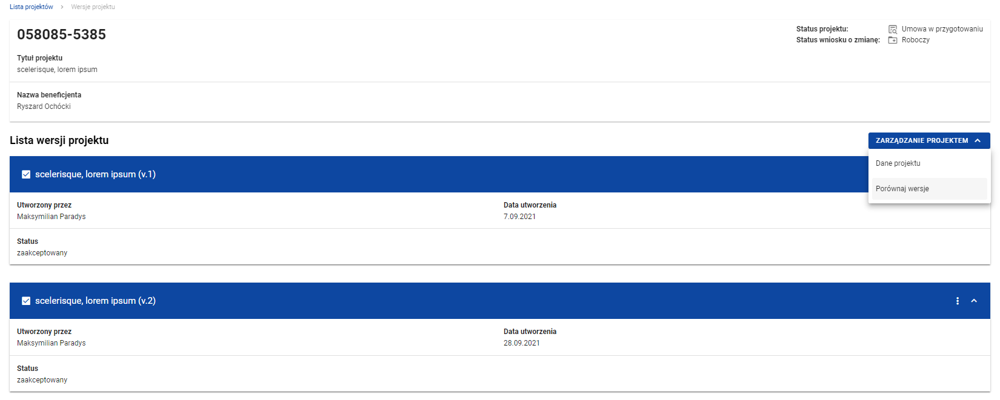 Lista projektów > Wersje projektu
058085-5385
Status projektu: Umowa w przygotowaniu
Status wniosku o zmianę: Roboczy
Tytuł projektu
scelerisque, lorem ipsum
Nazwa beneficjenta
Ryszard Ochócki
Lista wersji projektu
ZARZĄDZANIE PROJEKTEM
Dane projektu
Porównaj wersje
scelerisque, lorem ipsum (v.1)
Utworzony przez
Maksymilian Paradys
Data utworzenia
7.09.2021
Status
zaakceptowany
scelerisque, lorem ipsum (v.2)
Utworzony przez
Maksymilian Paradys
Data utworzenia
28.09.2021
Status
zaakceptowany